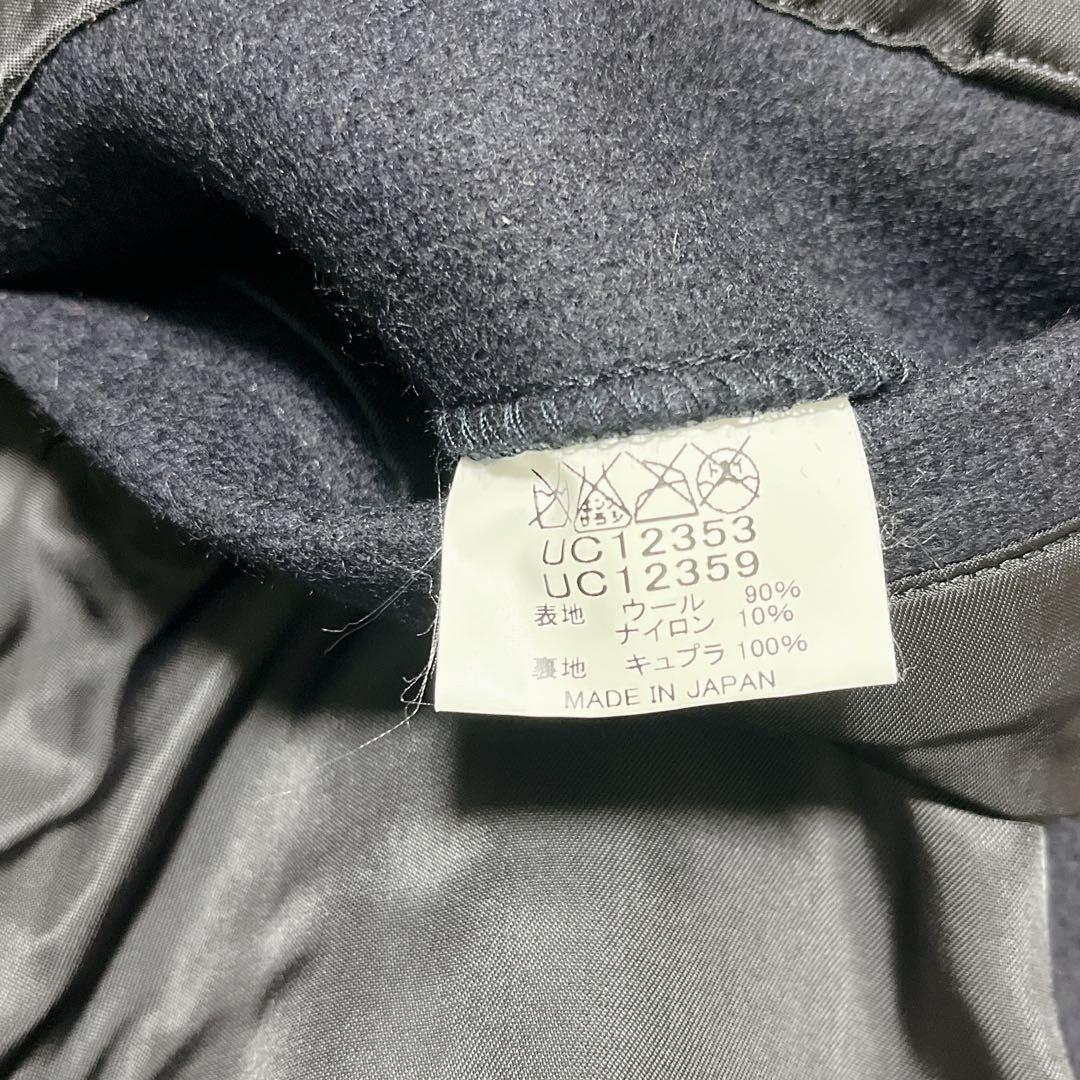 UC12353
UC12359
表地 ウール 90%
ナイロン 10%
裏地 キュプラ 100%
MADE IN JAPAN